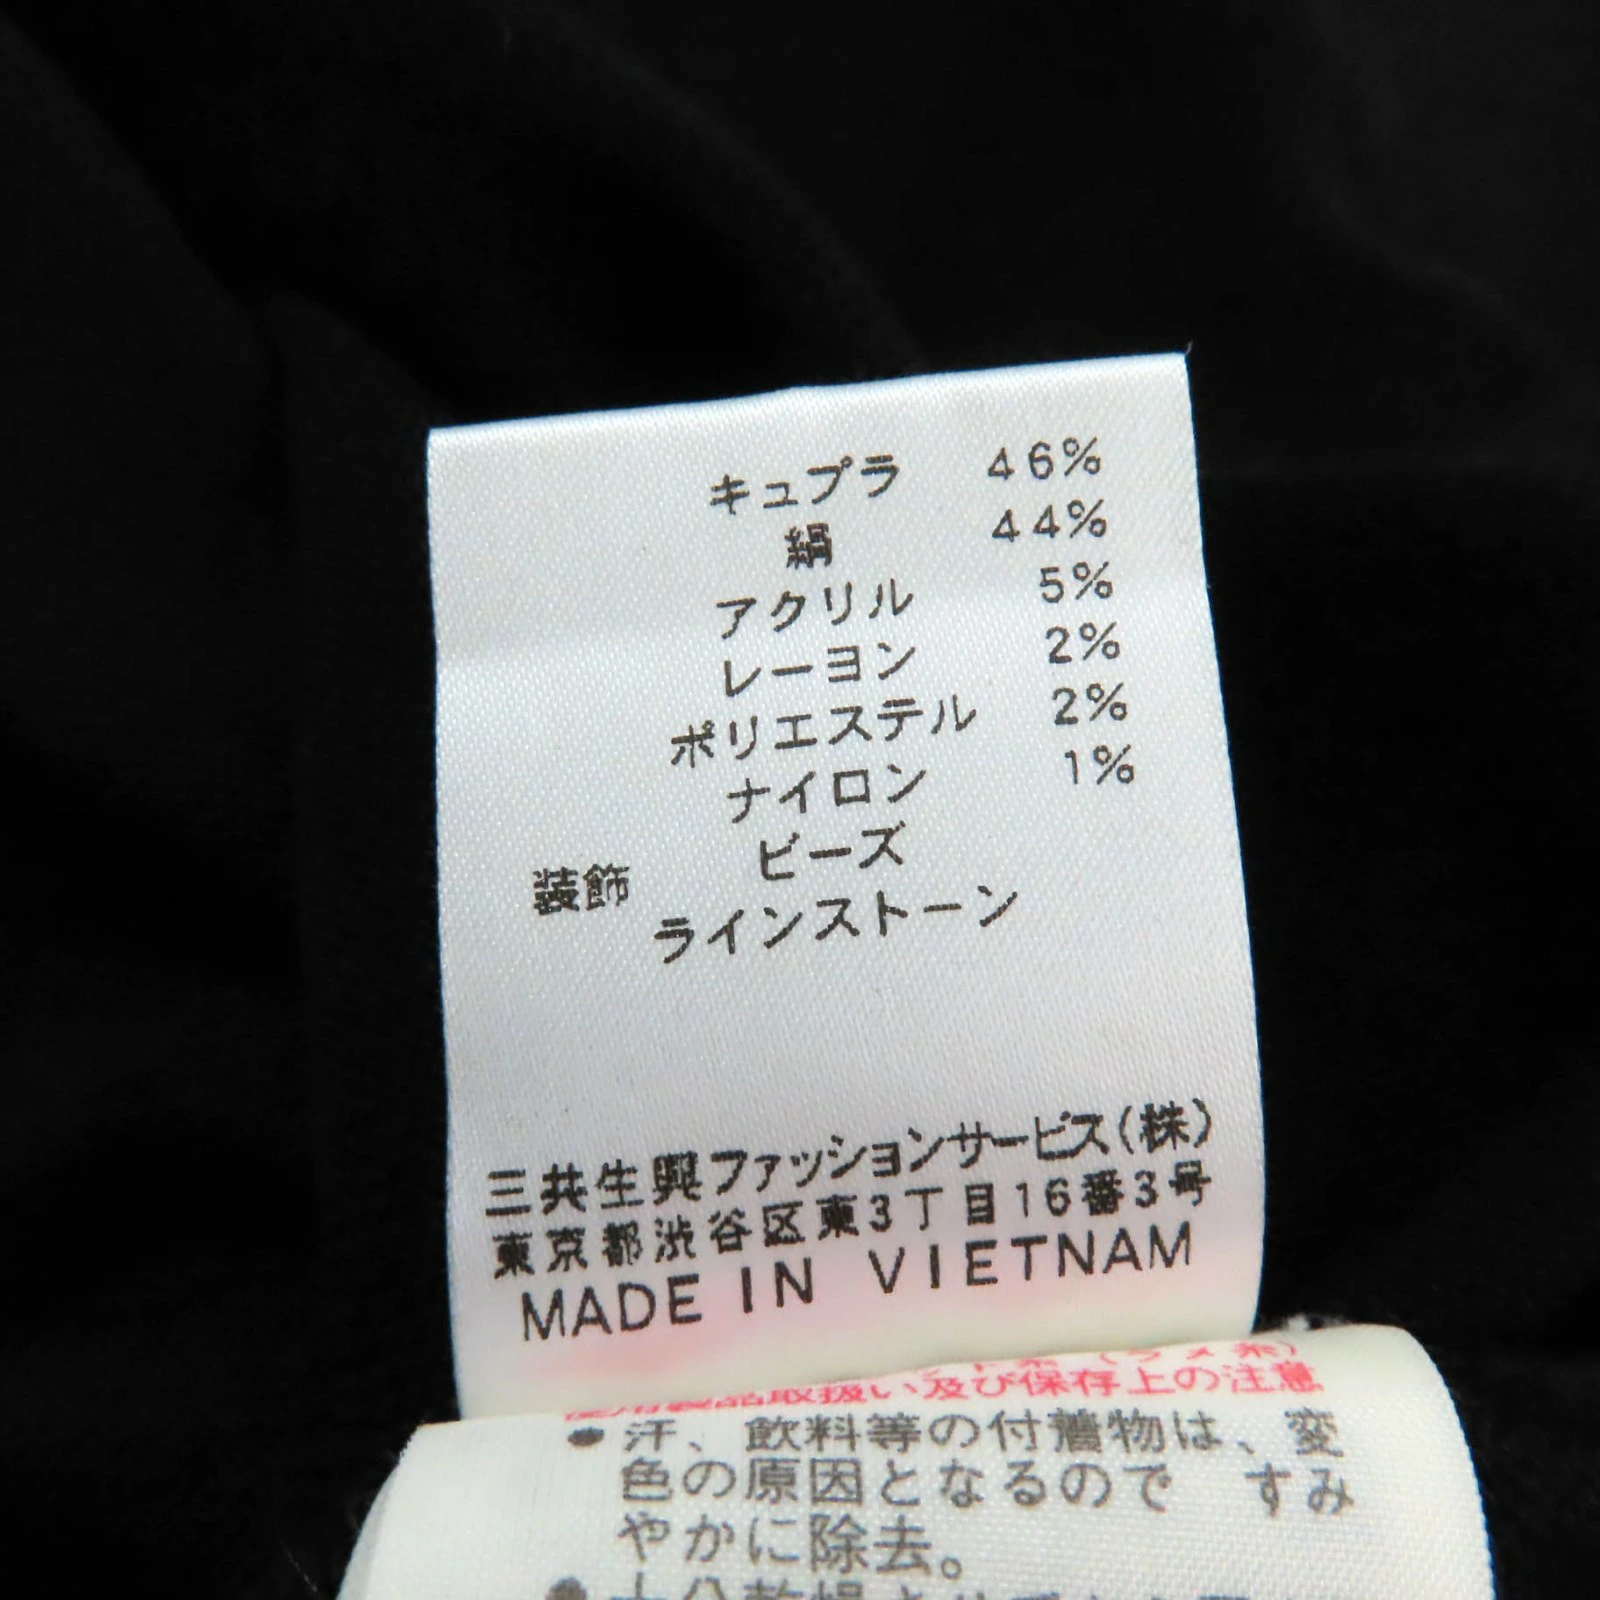 キュプラ 46%
絹 44%
アクリル 5%
レーヨン 2%
ポリエステル 2%
ナイロン 1%
ビーズ
装飾
ラインストーン
三共生興ファッションサービス(株)
東京都渋谷区東3丁目16番3号
MADE IN VIETNAM
取扱い及び保存上の注意
●汗、飲料等の付着物は、変
色の原因となるので すみ
やかに除去。